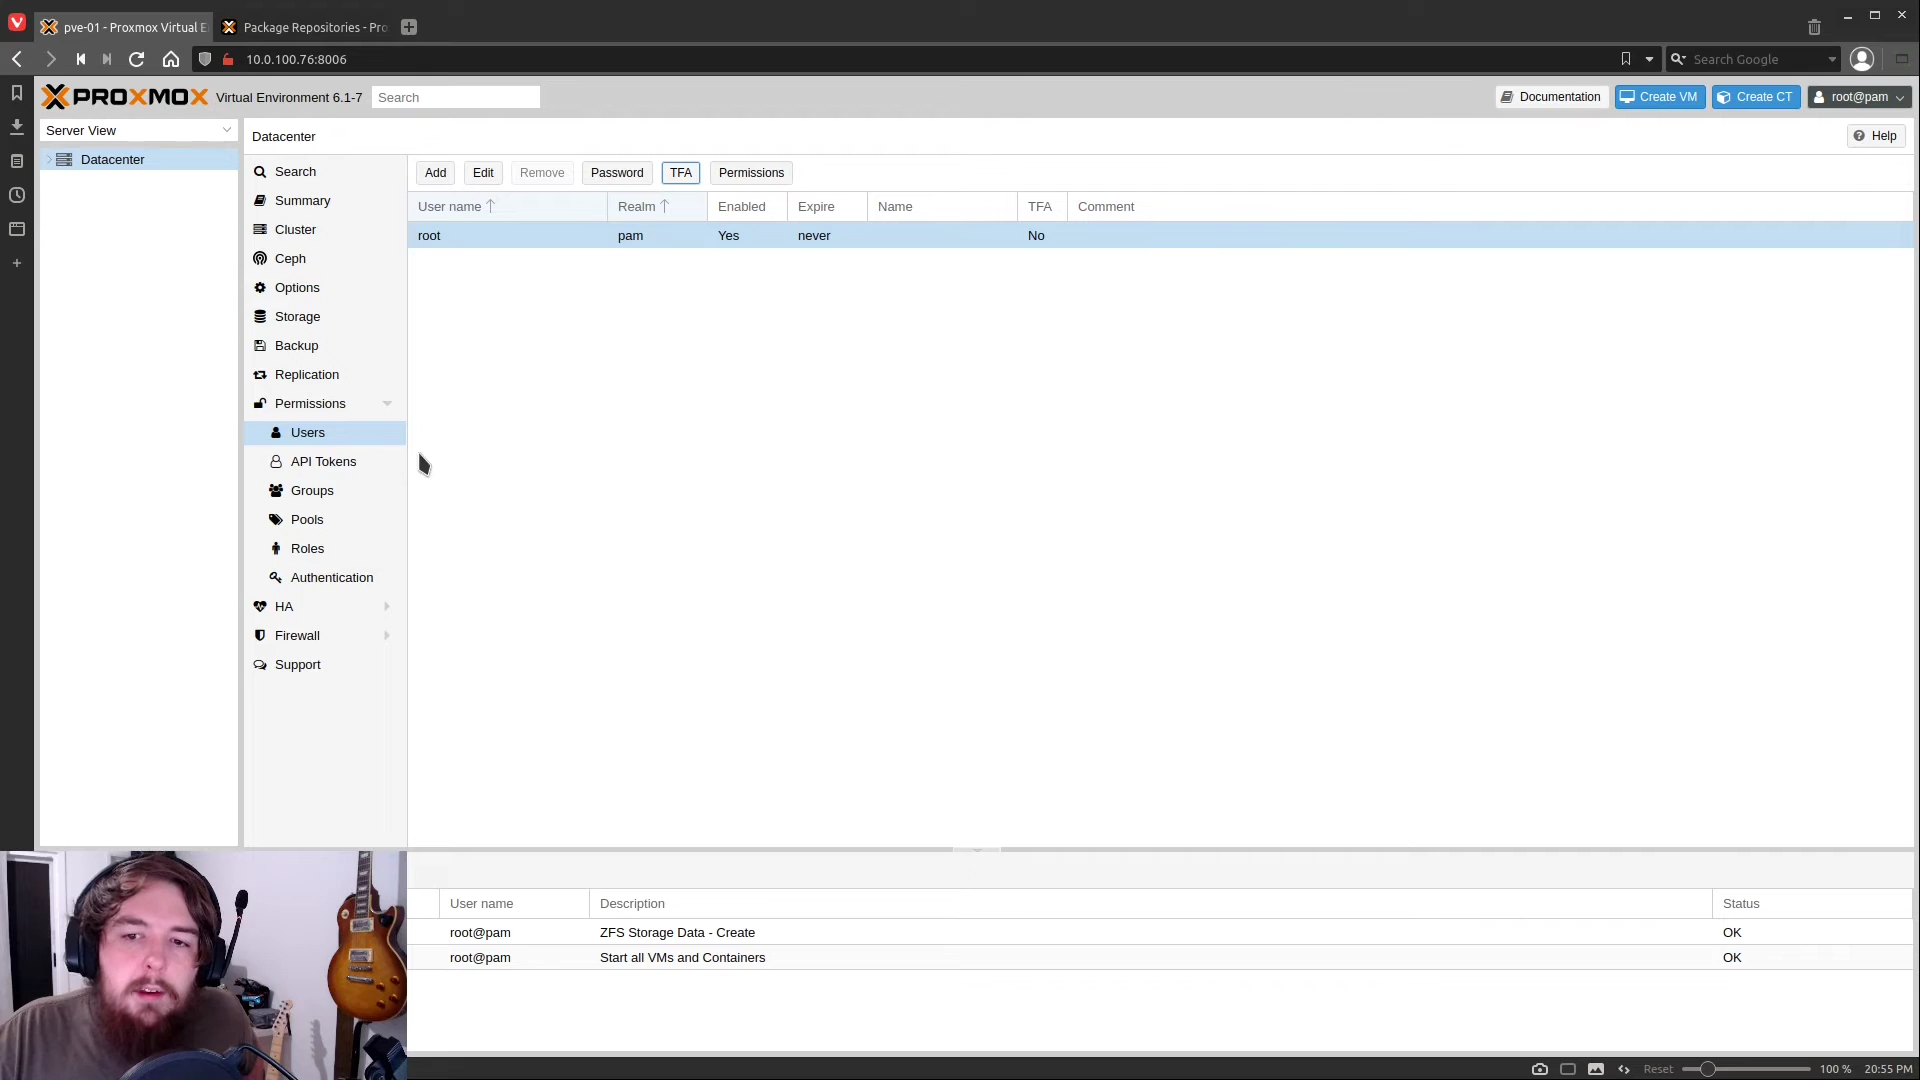 pve-01 - Proxmox Virtual E
Package Repositories - Pro
10.0.100.76:8006
Search Google
PROXMOX
Virtual Environment 6.1-7
Search
Documentation
Create VM
Create CT
root@pam
Server View
Datacenter
Help
Datacenter
Search
Summary
Cluster
Ceph
Options
Storage
Backup
Replication
Permissions
Users
API Tokens
Groups
Pools
Roles
Authentication
HA
Firewall
Support
Add
Edit
Remove
Password
TFA
Permissions
User name
Realm
Enabled
Expire
Name
TFA
Comment
root
pam
Yes
never
No
User name
Description
Status
root@pam
ZFS Storage Data - Create
OK
root@pam
Start all VMs and Containers
OK
Reset
100 %
20:55 PM